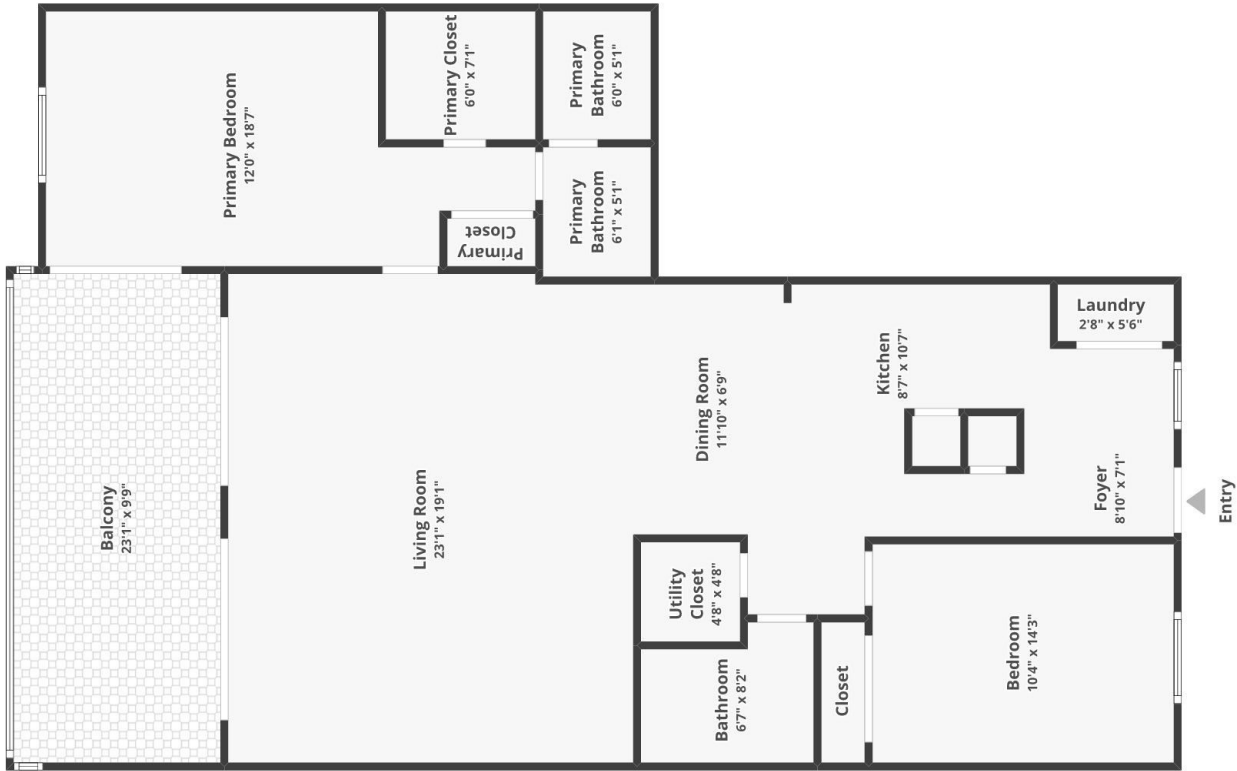 Primary Bedroom
12'0" x 18'7"
Primary Closet
6'0" x 7'1"
Primary
Bathroom
6'0" x 5'1"
Primary
Bathroom
6'1" x 5'1"
Primary
Closet
Laundry
2'8" x 5'6"
Kitchen
8'7" x 10'7"
Dining Room
11'10" x 6'9"
Foyer
8'10" x 7'1"
Entry
Balcony
23'1" x 9'9"
Living Room
23'1" x 19'1"
Utility
Closet
4'8" x 4'8"
Bathroom
6'7" x 8'2"
Closet
Bedroom
10'4" x 14'3"